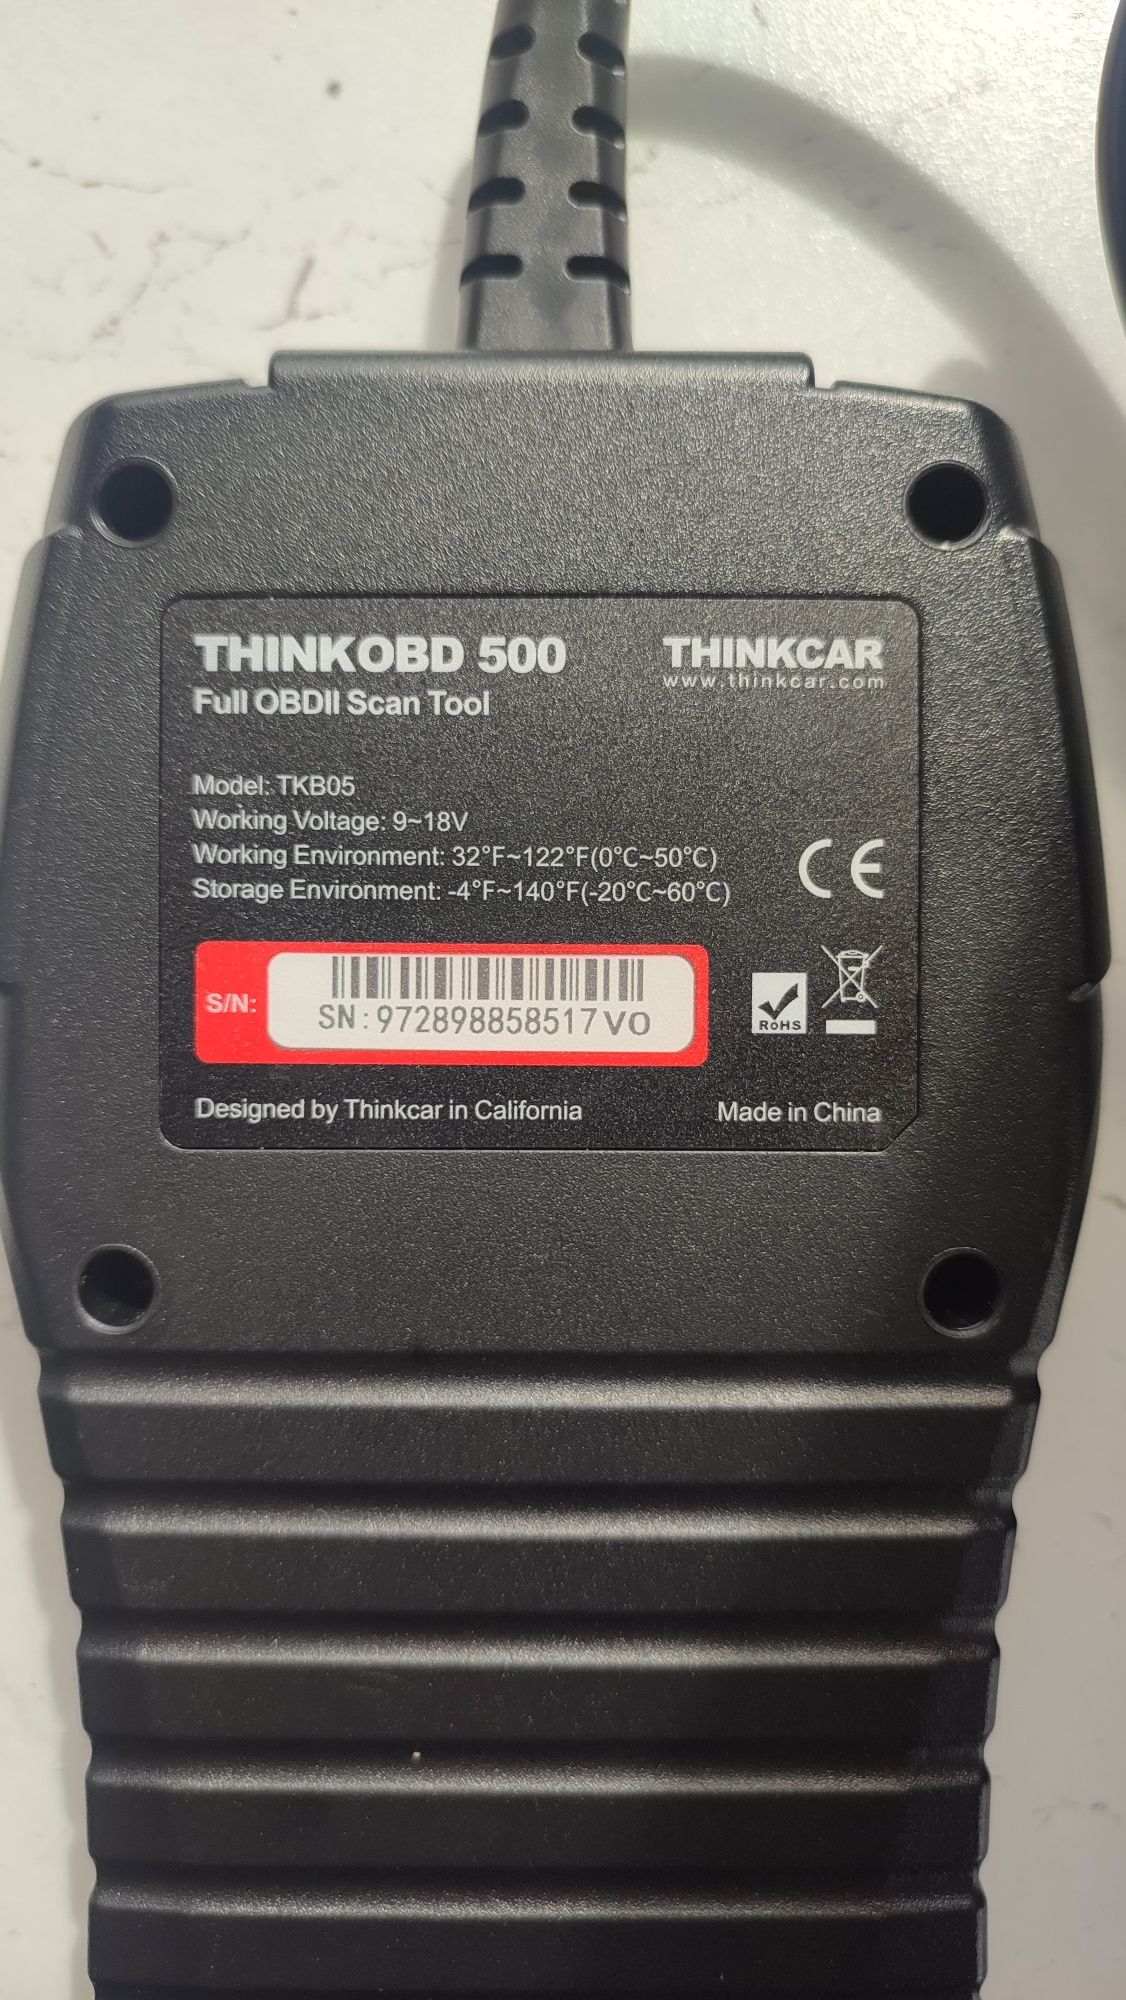 THINKOBD 500
Full OBDII Scan Tool
THINKCAR
www.thinkcar.com
Model: TKB05
Working Voltage: 9~18V
Working Environment: 32°F~122°F(0°C~50°C)
Storage Environment: -4°F~140°F(-20°C~60°C)
CE
S/N:
SN:972898858517V0
RoHS
Designed by Thinkcar in California
Made in China